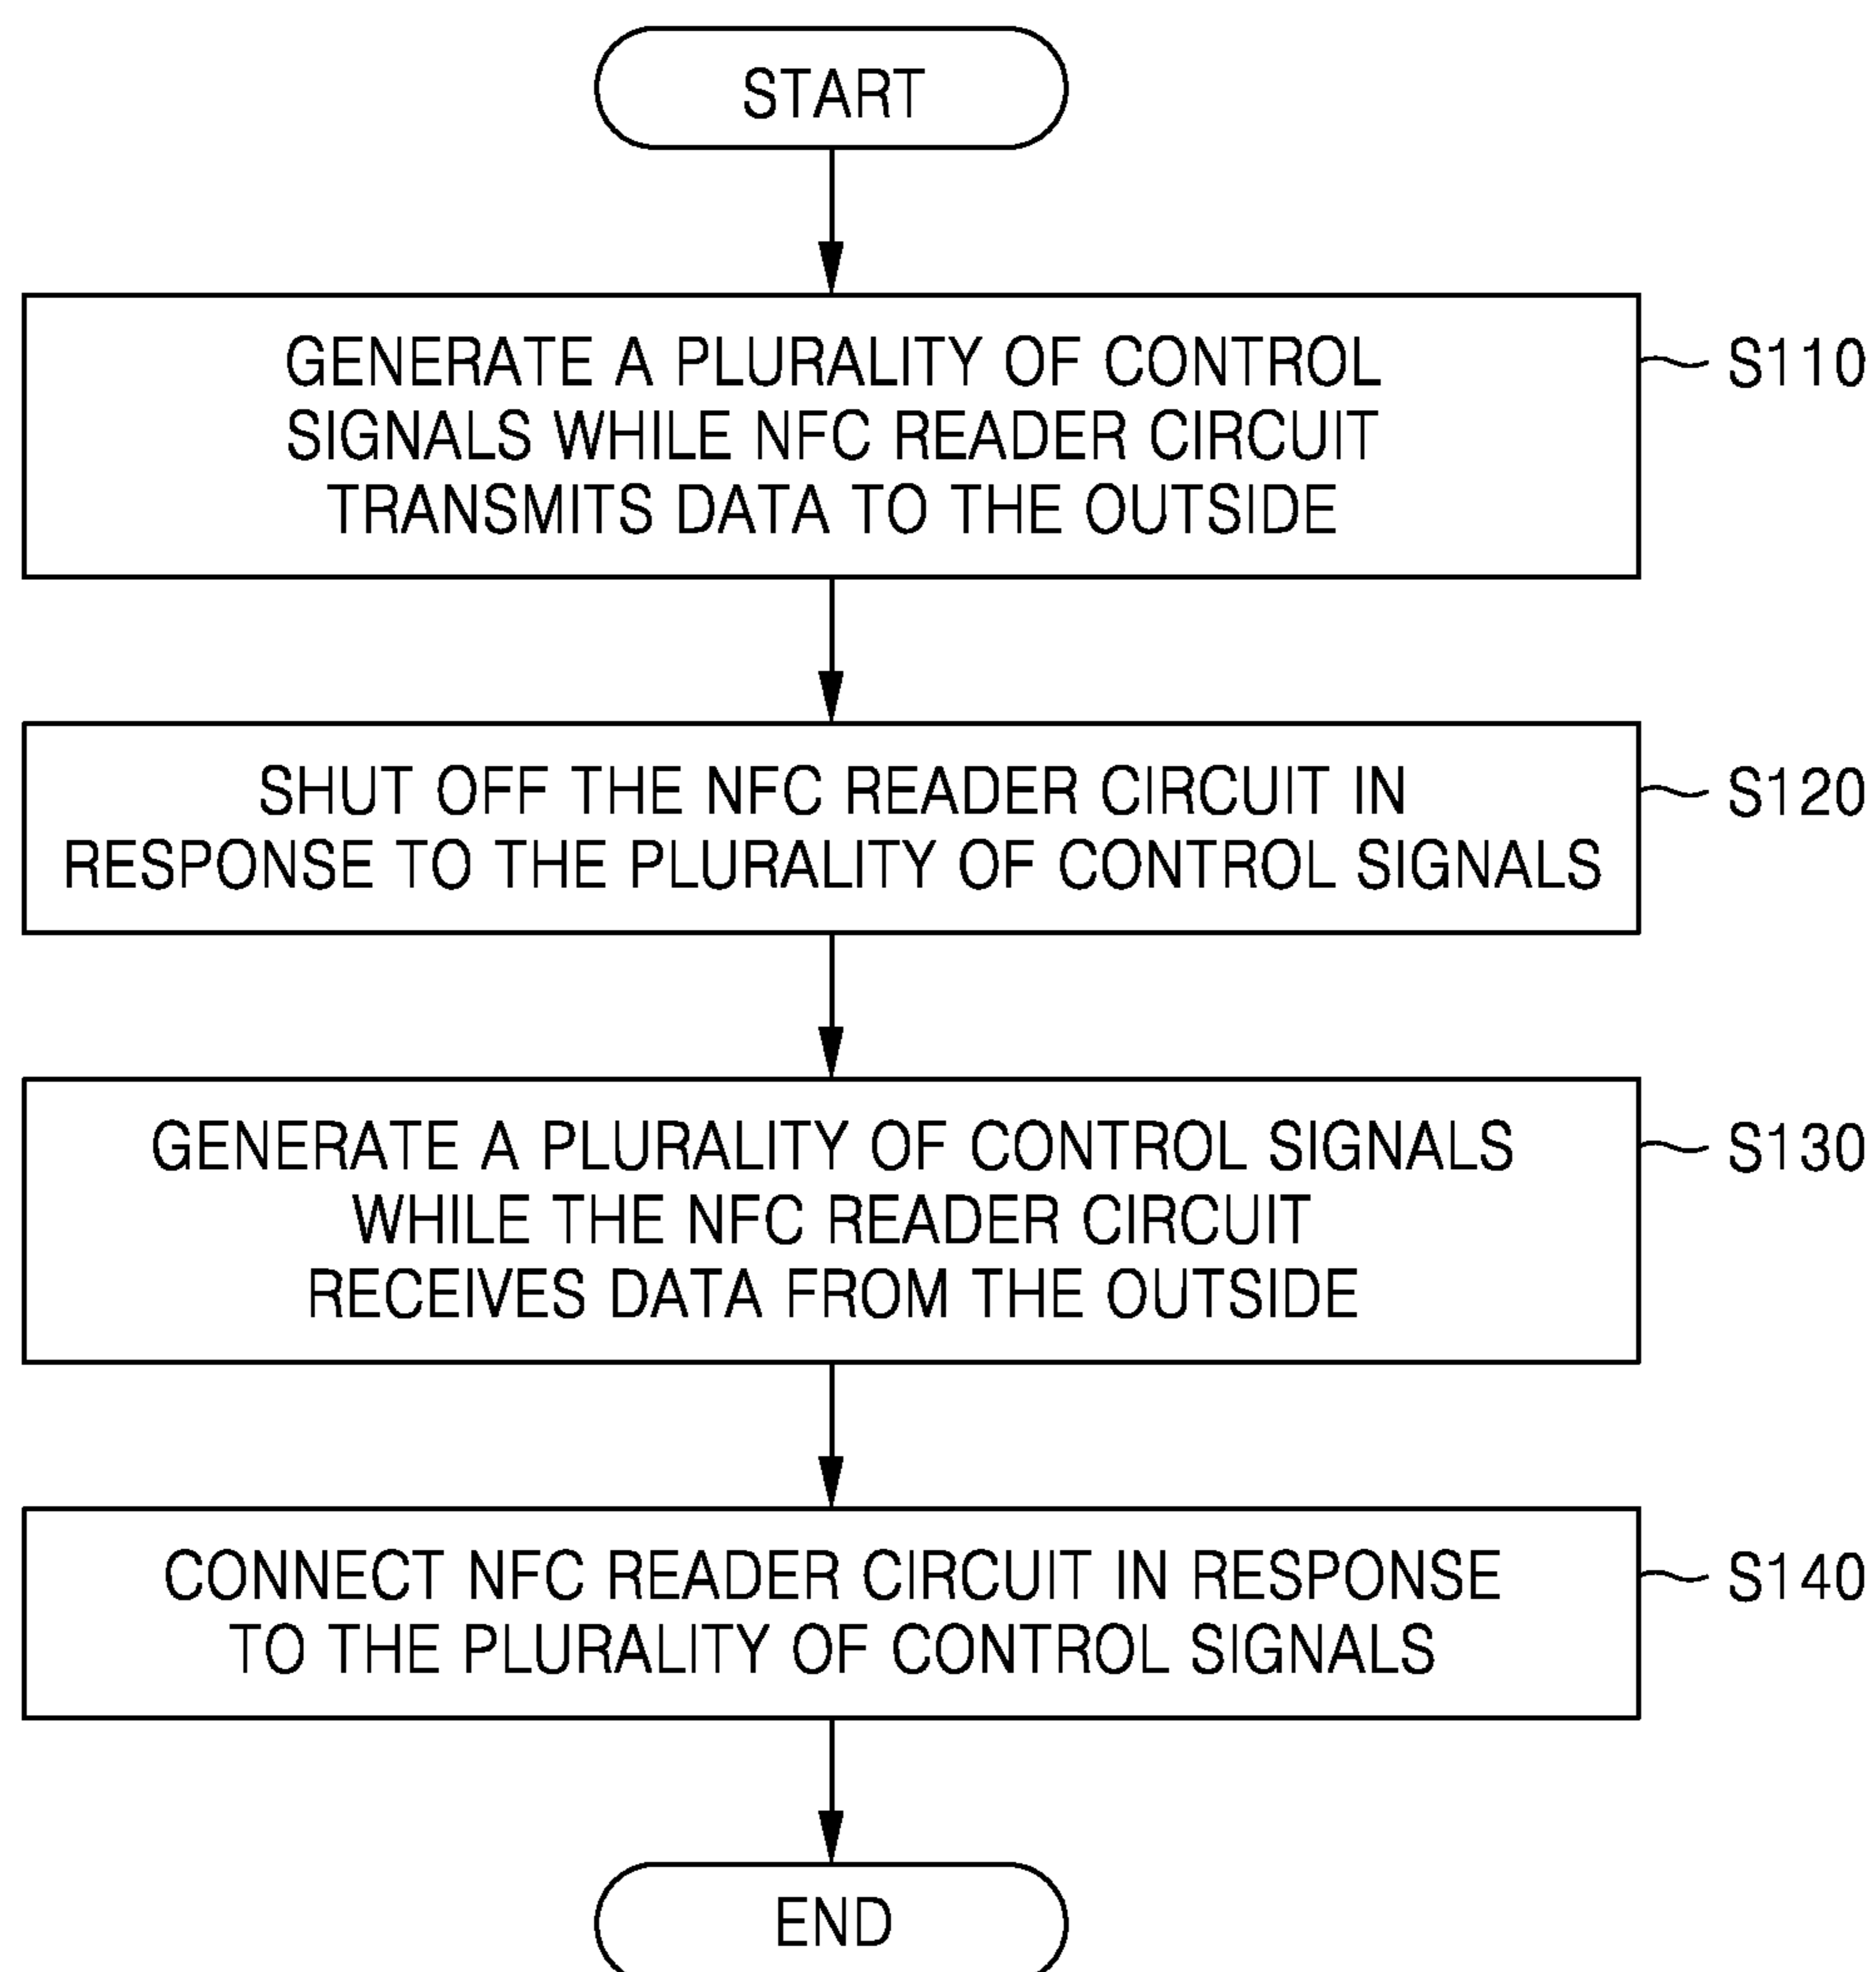 START
GENERATE A PLURALITY OF CONTROL
SIGNALS WHILE NFC READER CIRCUIT
TRANSMITS DATA TO THE OUTSIDE
S110
SHUT OFF THE NFC READER CIRCUIT IN
RESPONSE TO THE PLURALITY OF CONTROL SIGNALS
S120
GENERATE A PLURALITY OF CONTROL SIGNALS
WHILE THE NFC READER CIRCUIT
RECEIVES DATA FROM THE OUTSIDE
S130
CONNECT NFC READER CIRCUIT IN RESPONSE
TO THE PLURALITY OF CONTROL SIGNALS
S140
END